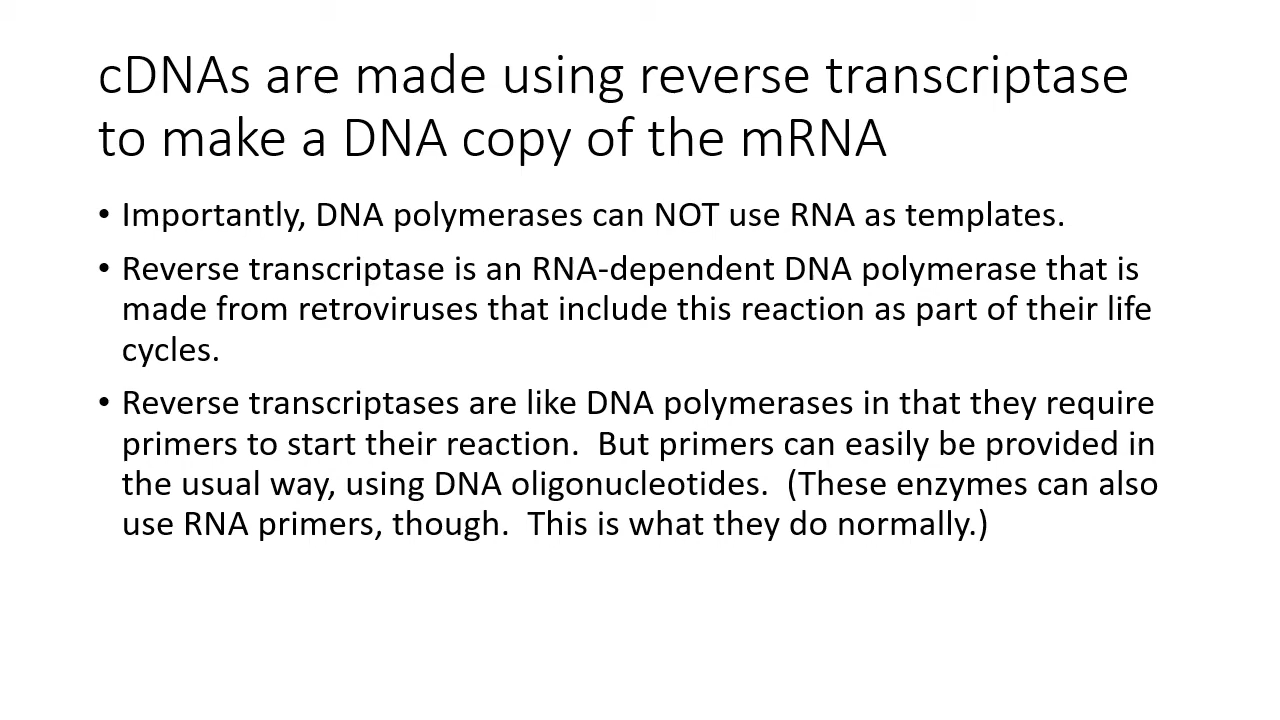 cDNAs are made using reverse transcriptase
to make a DNA copy of the mRNA
• Importantly, DNA polymerases can NOT use RNA as templates.
• Reverse transcriptase is an RNA-dependent DNA polymerase that is
made from retroviruses that include this reaction as part of their life
cycles.
• Reverse transcriptases are like DNA polymerases in that they require
primers to start their reaction.  But primers can easily be provided in
the usual way, using DNA oligonucleotides.  (These enzymes can also
use RNA primers, though.  This is what they do normally.)